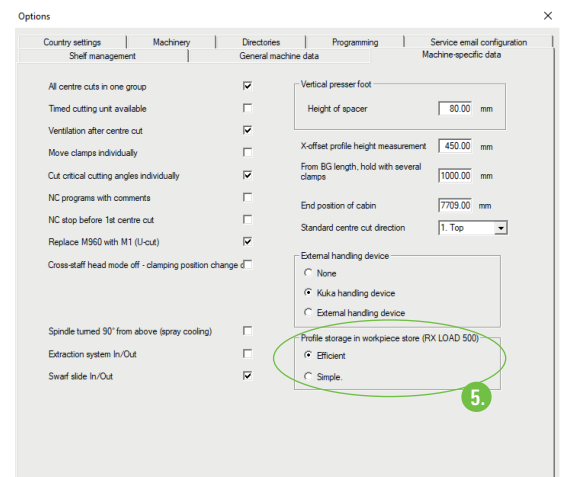 Options
Country settings
Machinery
Directories
Programming
Service email configuration
Shelf management
General machine data
Machine-specific data
All centre cuts in one group
Timed cutting unit available
Ventilation after centre cut
Move clamps individually
Cut critical cutting angles individually
NC programs with comments
NC stop before 1st centre cut
Replace M960 with M1 (U-cut)
Cross-staff head mode off - clamping position change d
Spindle turned 90° from above (spray cooling)
Extraction system In/Out
Swarf slide In/Out
Vertical presser foot
Height of spacer 80.00 mm
X-offset profile height measurement 450.00 mm
From BG length, hold with several
clamps 1000.00 mm
End position of cabin 7709.00 mm
Standard centre cut direction 1. Top
External handling device
None
Kuka handling device
External handling device
Profile storage in workpiece store (RX LOAD 500)
Efficient
Simple.
5.